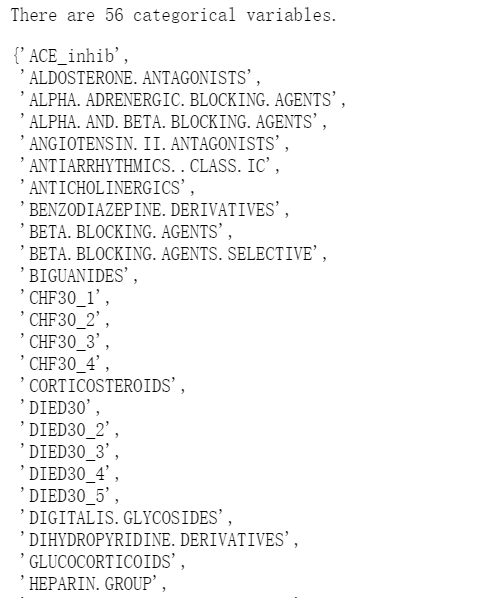 There are 56 categorical variables.
{'ACE_inhib',
'ALDOSTERONE.ANTAGONISTS',
'ALPHA.ADRENERGIC.BLOCKING.AGENTS',
'ALPHA.AND.BETA.BLOCKING.AGENTS',
'ANGIOTENSIN.II.ANTAGONISTS',
'ANTIARRHYTHMICS..CLASS.IC',
'ANTICHOLINERGICS',
'BENZODIAZEPINE.DERIVATIVES',
'BETA.BLOCKING.AGENTS',
'BETA.BLOCKING.AGENTS.SELECTIVE',
'BIGUANIDES',
'CHF30_1',
'CHF30_2',
'CHF30_3',
'CHF30_4',
'CORTICOSTEROIDS',
'DIED30',
'DIED30_2',
'DIED30_3',
'DIED30_4',
'DIED30_5',
'DIGITALIS.GLYCOSIDES',
'DIHYDROPYRIDINE.DERIVATIVES',
'GLUCOCORTICOIDS',
'HEPARIN.GROUP',